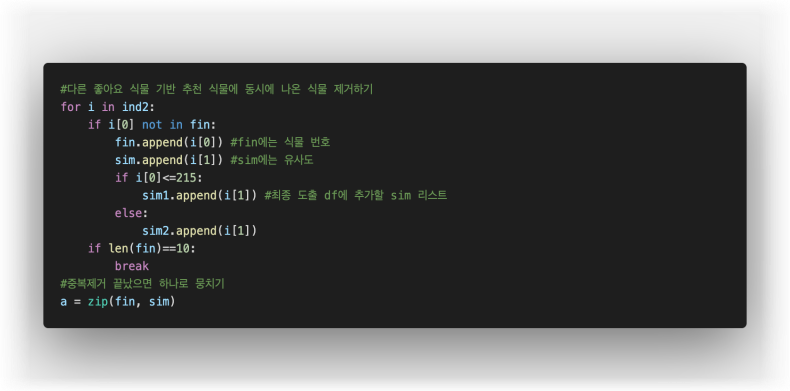 #다른 좋아요 식물 기반 추천 식물에 동시에 나온 식물 제거하기
for i in ind2:
    if i[0] not in fin:
        fin.append(i[0]) #fin에는 식물 번호
        sim.append(i[1]) #sim에는 유사도
        if i[0]<=215:
            sim1.append(i[1]) #최종 도출 df에 추가할 sim 리스트
        else:
            sim2.append(i[1])
    if len(fin)==10:
        break
#중복제거 끝났으면 하나로 뭉치기
a = zip(fin, sim)